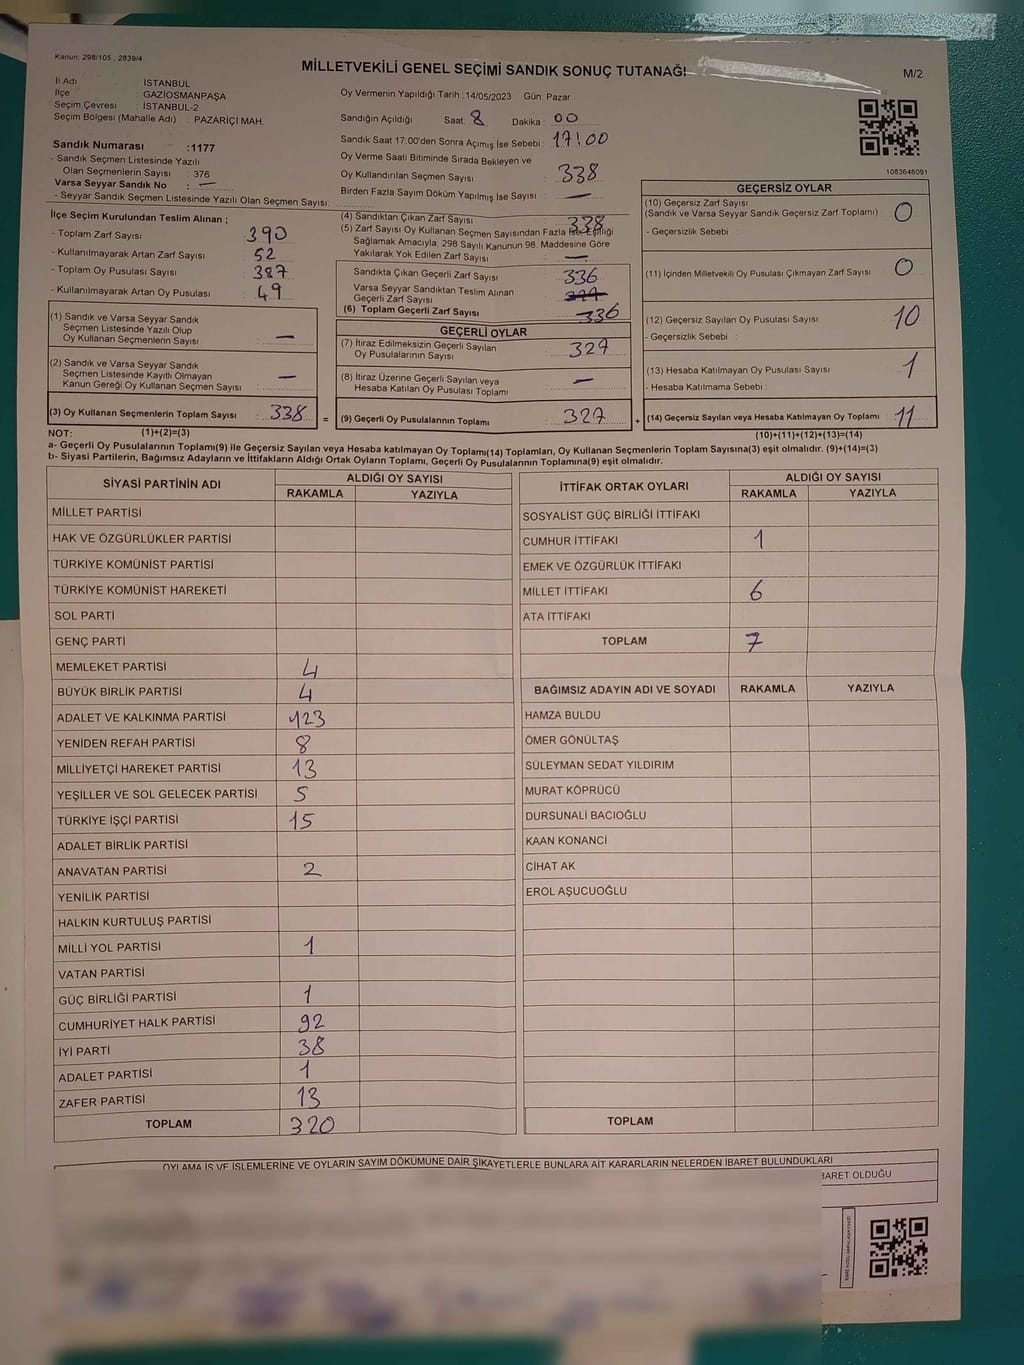 Kanun: 298/105 , 2839/4
MİLLETVEKİLİ GENEL SEÇİMİ SANDIK SONUÇ TUTANAĞI
M/2
İl Adı : İSTANBUL
İlçe : GAZİOSMANPAŞA
Seçim Çevresi : İSTANBUL-2
Seçim Bölgesi (Mahalle Adı) : PAZARİÇİ MAH.
Sandık Numarası :1177
- Sandık Seçmen Listesinde Yazılı
Olan Seçmenlerin Sayısı : 376
Varsa Seyyar Sandık No : —
- Seyyar Sandık Seçmen Listesinde Yazılı Olan Seçmen Sayısı:
Oy Vermenin Yapıldığı Tarih :14/05/2023 Gün: Pazar
Sandığın Açıldığı Saat: 8 Dakika : 00
Sandık Saat 17:00'den Sonra Açımış İse Sebebi : 17:00
Oy Verme Saati Bitiminde Sırada Bekleyen ve
Oy Kullandırılan Seçmen Sayısı : 338
Birden Fazla Sayım Döküm Yapılmış İse Sayısı : —
1083646091
İlçe Seçim Kurulundan Teslim Alınan ;
- Toplam Zarf Sayısı : 390
- Kullanılmayarak Artan Zarf Sayısı : 52
- Toplam Oy Pusulası Sayısı : 387
- Kullanılmayarak Artan Oy Pusulası : 49
(4) Sandıktan Çıkan Zarf Sayısı : 338
(5) Zarf Sayısı Oy Kullanan Seçmen Sayısından Fazla İse, Eşitliği
Sağlamak Amacıyla, 298 Sayılı Kanunun 98. Maddesine Göre
Yakılarak Yok Edilen Zarf Sayısı : —
Sandıkta Çıkan Geçerli Zarf Sayısı : 336
Varsa Seyyar Sandıktan Teslim Alınan
Geçerli Zarf Sayısı : 327
(6) Toplam Geçerli Zarf Sayısı : 336
GEÇERSİZ OYLAR
(10) Geçersiz Zarf Sayısı
(Sandık ve Varsa Seyyar Sandık Geçersiz Zarf Toplamı) : 0
- Geçersizlik Sebebi :
(11) İçinden Milletvekili Oy Pusulası Çıkmayan Zarf Sayısı : 0
(12) Geçersiz Sayılan Oy Pusulası Sayısı : 10
- Geçersizlik Sebebi :
(13) Hesaba Katılmayan Oy Pusulası Sayısı : 1
- Hesaba Katılmama Sebebi :
(1) Sandık ve Varsa Seyyar Sandık
Seçmen Listesinde Yazılı Olup
Oy Kullanan Seçmenlerin Sayısı : —
(2) Sandık ve Varsa Seyyar Sandık
Seçmen Listesinde Kayıtlı Olmayan
Kanun Gereği Oy Kullanan Seçmen Sayısı : —
GEÇERLİ OYLAR
(7) İtiraz Edilmeksizin Geçerli Sayılan
Oy Pusulalarının Sayısı : 327
(8) İtiraz Üzerine Geçerli Sayılan veya
Hesaba Katılan Oy Pusulası Toplamı : —
(3) Oy Kullanan Seçmenlerin Toplam Sayısı : 338 = (9) Geçerli Oy Pusulalarının Toplamı : 327 + (14) Geçersiz Sayılan veya Hesaba Katılmayan Oy Toplamı : 11
NOT: (1)+(2)=(3) (10)+(11)+(12)+(13)=(14)
a- Geçerli Oy Pusulalarının Toplamı(9) ile Geçersiz Sayılan veya Hesaba katılmayan Oy Toplamı(14) Toplamları, Oy Kullanan Seçmenlerin Toplam Sayısına(3) eşit olmalıdır. (9)+(14)=(3)
b- Siyasi Partilerin, Bağımsız Adayların ve İttifakların Aldığı Ortak Oyların Toplamı, Geçerli Oy Pusulalarının Toplamına(9) eşit olmalıdır.
SİYASİ PARTİNİN ADI ALDIĞI OY SAYISI
RAKAMLA YAZIYLA
MİLLET PARTİSİ
HAK VE ÖZGÜRLÜKLER PARTİSİ
TÜRKİYE KOMÜNİST PARTİSİ
TÜRKİYE KOMÜNİST HAREKETİ
SOL PARTİ
GENÇ PARTİ
MEMLEKET PARTİSİ 4
BÜYÜK BİRLİK PARTİSİ 4
ADALET VE KALKINMA PARTİSİ 123
YENİDEN REFAH PARTİSİ 8
MİLLİYETÇİ HAREKET PARTİSİ 13
YEŞİLLER VE SOL GELECEK PARTİSİ 5
TÜRKİYE İŞÇİ PARTİSİ 15
ADALET BİRLİK PARTİSİ
ANAVATAN PARTİSİ 2
YENİLİK PARTİSİ
HALKIN KURTULUŞ PARTİSİ
MİLLİ YOL PARTİSİ 1
VATAN PARTİSİ
GÜÇ BİRLİĞİ PARTİSİ 1
CUMHURİYET HALK PARTİSİ 92
İYİ PARTİ 38
ADALET PARTİSİ 1
ZAFER PARTİSİ 13
TOPLAM 320
İTTİFAK ORTAK OYLARI ALDIĞI OY SAYISI
RAKAMLA YAZIYLA
SOSYALİST GÜÇ BİRLİĞİ İTTİFAKI
CUMHUR İTTİFAKI 1
EMEK VE ÖZGÜRLÜK İTTİFAKI
MİLLET İTTİFAKI 6
ATA İTTİFAKI
TOPLAM 7
BAĞIMSIZ ADAYIN ADI VE SOYADI RAKAMLA YAZIYLA
HAMZA BULDU
ÖMER GÖNÜLTAŞ
SÜLEYMAN SEDAT YILDIRIM
MURAT KÖPRÜCÜ
DURSUNALİ BACIOĞLU
KAAN KONANCİ
CİHAT AK
EROL AŞUCUOĞLU
TOPLAM
OYLAMA İŞ VE İŞLEMLERİNE VE OYLARIN SAYIM DÖKÜMÜNE DAİR ŞİKAYETLERLE BUNLARA AİT KARARLARIN NELERDEN İBARET BULUNDUKLARI
BARET OLDUĞU